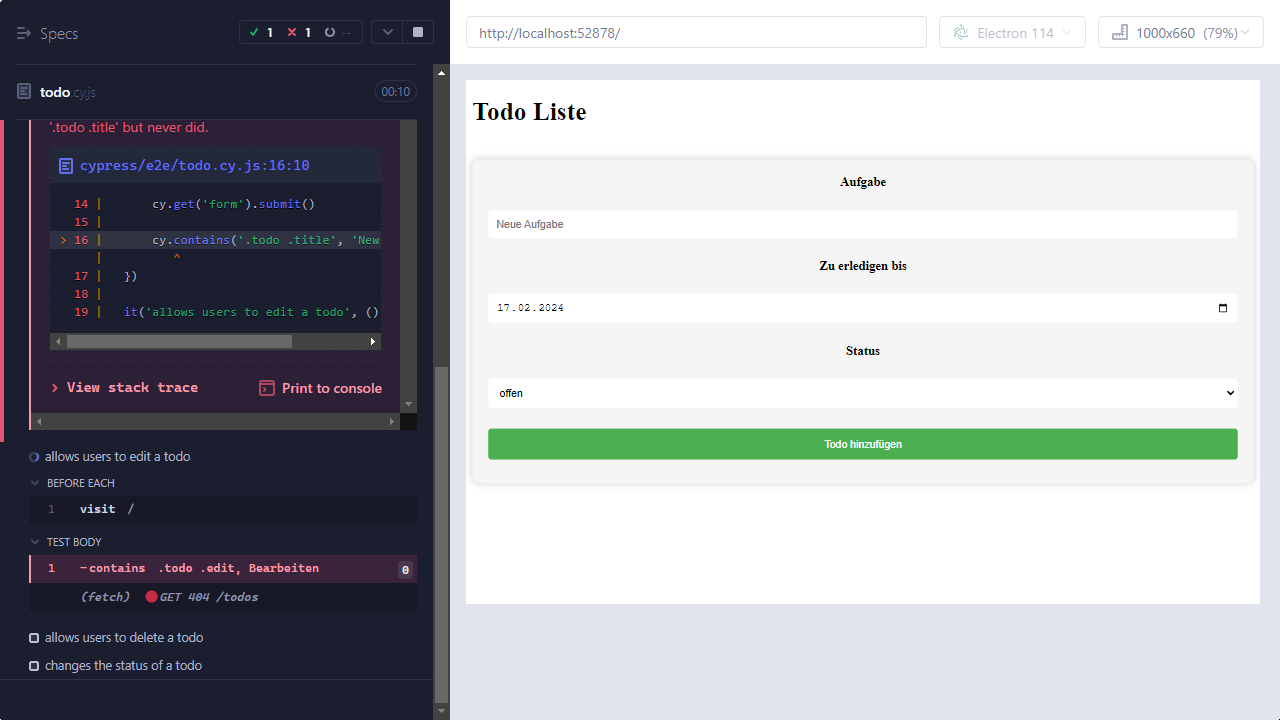 Specs
1 1 --
todo.cy.js
00:10
'.todo .title' but never did.
cypress/e2e/todo.cy.js:16:10
14 | cy.get('form').submit()
15 |
> 16 | cy.contains('.todo .title', 'New
| ^
17 | })
18 |
19 | it('allows users to edit a todo', ()
View stack trace
Print to console
allows users to edit a todo
BEFORE EACH
1 visit /
TEST BODY
1 -contains .todo .edit, Bearbeiten 0
(fetch) GET 404 /todos
allows users to delete a todo
changes the status of a todo
http://localhost:52878/
Electron 114
1000x660 (79%)
Todo Liste
Aufgabe
Neue Aufgabe
Zu erledigen bis
17.02.2024
Status
offen
Todo hinzufügen